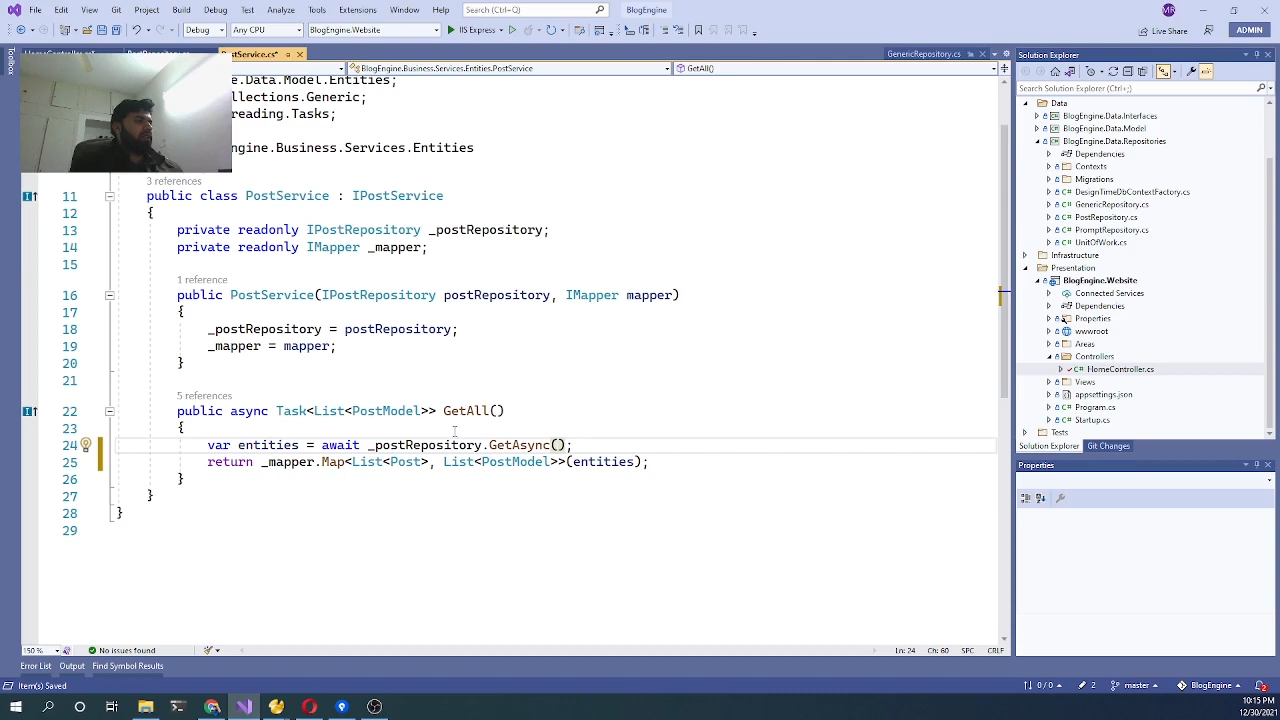 File Edit View Git Project Build Debug Test Analyze Tools Extensions Window Help Search (Ctrl+Q) BlogEngine MR
Debug Any CPU BlogEngine.Website IIS Express Live Share ADMIN
Toolbox
PostService.cs* GenericRepository.cs
BlogEngine.Business.Services.Entities.PostService GetAll()
e.Data.Model.Entities;
llections.Generic;
reading.Tasks;
ngine.Business.Services.Entities
3 references
11 public class PostService : IPostService
12 {
13 private readonly IPostRepository _postRepository;
14 private readonly IMapper _mapper;
15
1 reference
16 public PostService(IPostRepository postRepository, IMapper mapper)
17 {
18 _postRepository = postRepository;
19 _mapper = mapper;
20 }
21
5 references
22 public async Task<List<PostModel>> GetAll()
23 {
24 var entities = await _postRepository.GetAsync();
25 return _mapper.Map<List<Post>, List<PostModel>>(entities);
26 }
27 }
28 }
29
150 % No issues found Ln: 24 Ch: 60 SPC CRLF
Error List Output Find Symbol Results
Solution Explorer
Search Solution Explorer (Ctrl+;)
Data
BlogEngine.Data.Interfaces
BlogEngine.Data.Model
BlogEngine.Data.Repositories
Dependencies
Contexts
Migrations
DesignTimeDbContextFactory.cs
GenericRepository.cs
PostRepository.cs
PromptRepository.cs
UnitOfWork.cs
Infrastructure
Presentation
BlogEngine.Website
Connected Services
Dependencies
Properties
wwwroot
Areas
Controllers
HomeController.cs
Views
appsettings.json
Program.cs
Startup.cs
Tests
Solution Explorer Git Changes
Properties
Item(s) Saved 0 / 0 2 master BlogEngine 2
10:15 PM
12/30/2021